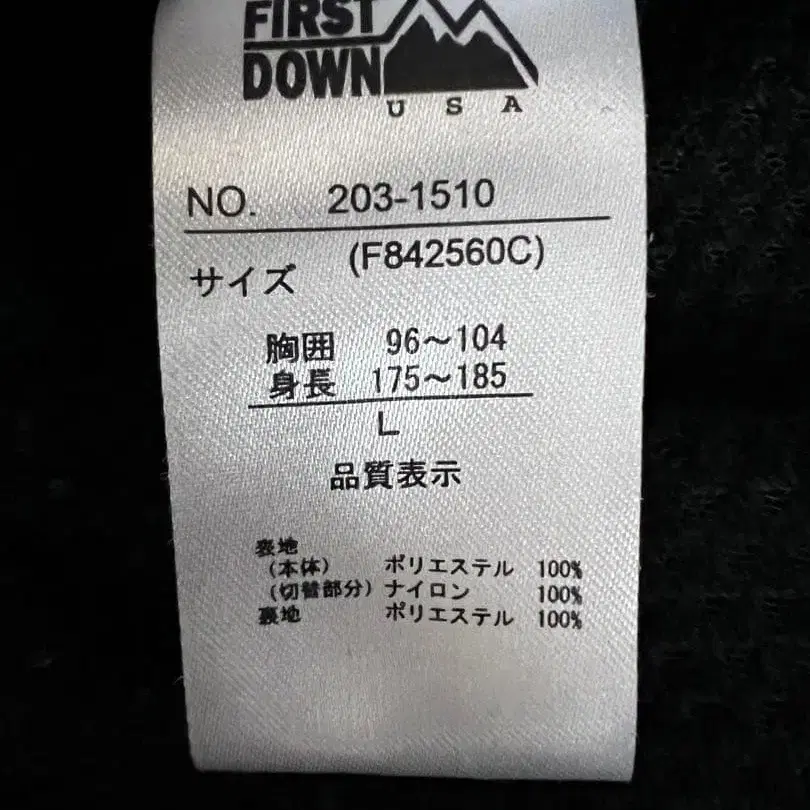 FIRST
DOWN
USA
NO. 203-1510
(F842560C)
サイズ
胸囲 96〜104
身長 175〜185
L
品質表示
表地
(本体) ポリエステル 100%
(切替部分) ナイロン 100%
裏地 ポリエステル 100%